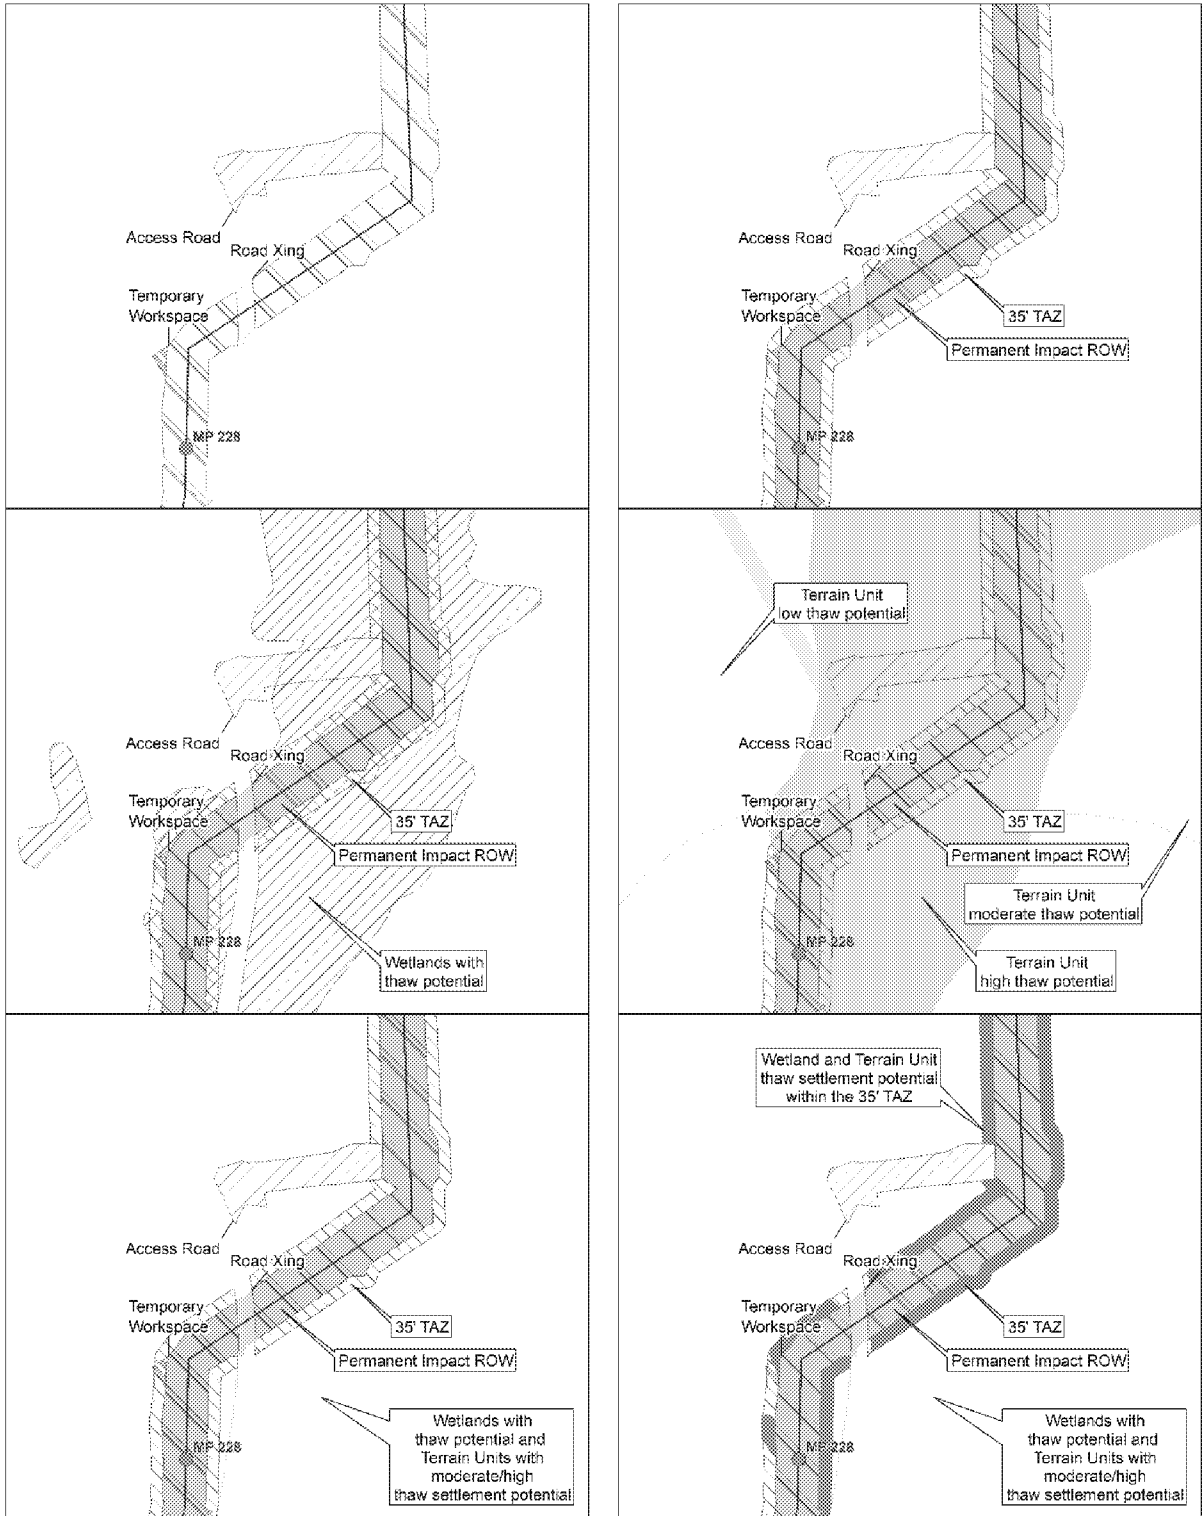 Access Road
Road Xing
Temporary
Workspace
MP 228
Access Road
Road Xing
Temporary
Workspace
35' TAZ
Permanent Impact ROW
MP 228
Access Road
Road Xing
Temporary
Workspace
35' TAZ
Permanent Impact ROW
MP 228
Wetlands with
thaw potential
Terrain Unit
low thaw potential
Access Road
Road Xing
Temporary
Workspace
35' TAZ
Permanent Impact ROW
Terrain Unit
moderate thaw potential
MP 228
Terrain Unit
high thaw potential
Access Road
Road Xing
Temporary
Workspace
35' TAZ
Permanent Impact ROW
Wetlands with
thaw potential and
Terrain Units with
moderate/high
thaw settlement potential
MP 228
Wetland and Terrain Unit
thaw settlement potential
within the 35' TAZ
Access Road
Road Xing
Temporary
Workspace
35' TAZ
Permanent Impact ROW
Wetlands with
thaw potential and
Terrain Units with
moderate/high
thaw settlement potential
MP 228